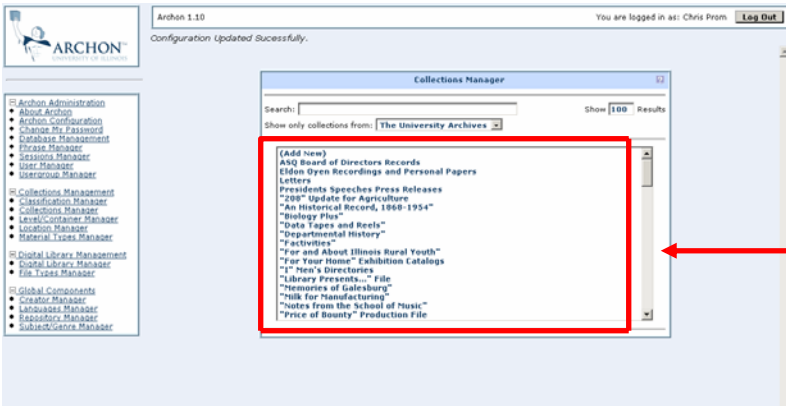 Archon 1.10
You are logged in as: Chris Prom Log Out
ARCHON™
UNIVERSITY OF ILLINOIS
Configuration Updated Sucessfully.
Archon Administration
About Archon
Archon Configuration
Change My Password
Database Management
Phrase Manager
Sessions Manager
User Manager
Usergroup Manager
Collections Management
Classification Manager
Collections Manager
Level/Container Manager
Location Manager
Material Types Manager
Digital Library Management
Digital Library Manager
File Types Manager
Global Components
Creator Manager
Languages Manager
Repository Manager
Subject/Genre Manager
Collections Manager
Search: Show 100 Results
Show only collections from: The University Archives
(Add New)
ASQ Board of Directors Records
Eldon Oyen Recordings and Personal Papers
Letters
Presidents Speeches Press Releases
"208" Update for Agriculture
"An Historical Record, 1868-1954"
"Biology Plus"
"Data Tapes and Reels"
"Departmental History"
"Factivities"
"For and About Illinois Rural Youth"
"For Your Home" Exhibition Catalogs
"I" Men's Directories
"Library Presents..." File
"Memories of Galesburg"
"Milk for Manufacturing"
"Notes from the School of Music"
"Price of Bounty" Production File